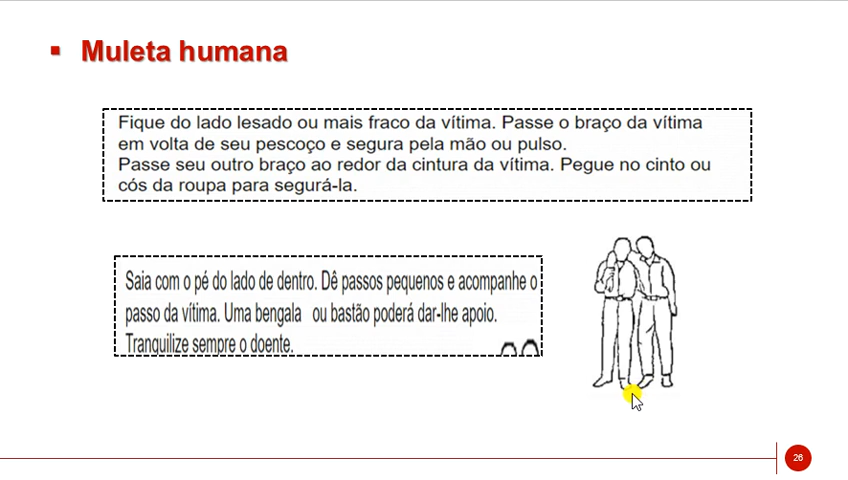 Muleta humana
Fique do lado lesado ou mais fraco da vítima. Passe o braço da vítima
em volta de seu pescoço e segura pela mão ou pulso.
Passe seu outro braço ao redor da cintura da vítima. Pegue no cinto ou
cós da roupa para segurá-la.
Saia com o pé do lado de dentro. Dê passos pequenos e acompanhe o
passo da vítima. Uma bengala ou bastão poderá dar-lhe apoio.
Tranquilize sempre o doente.
26